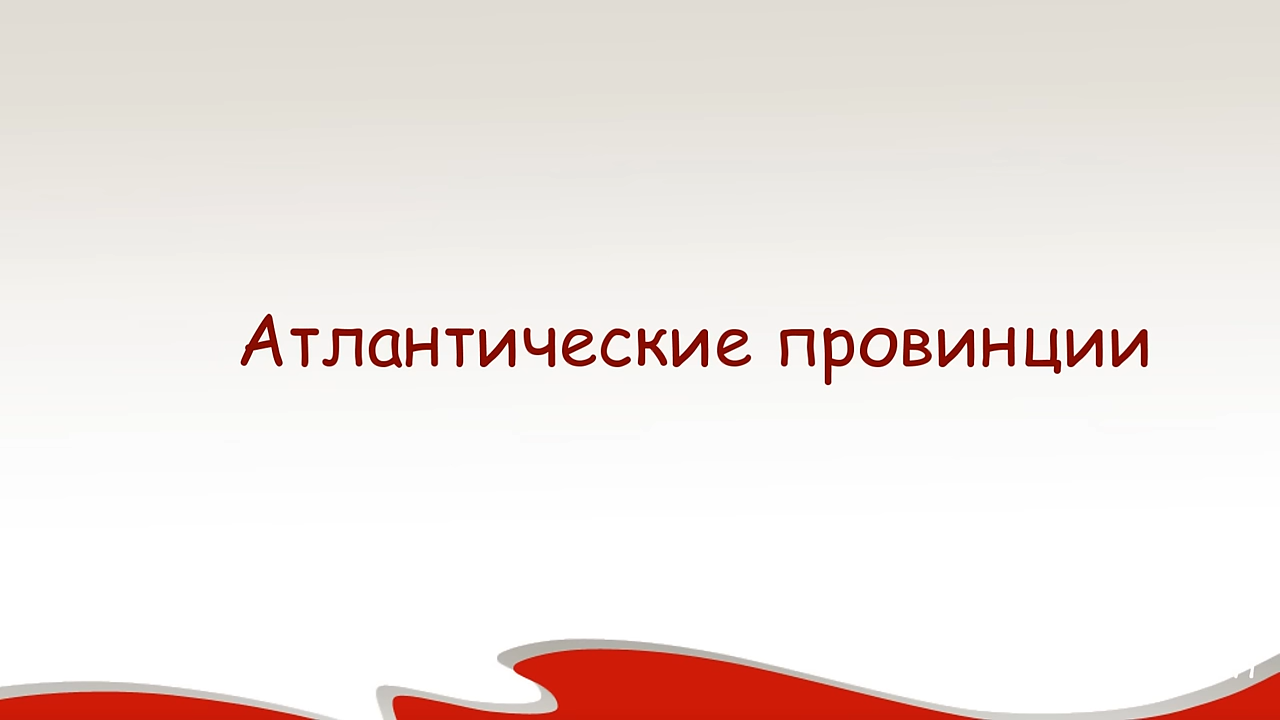 Атлантические провинции